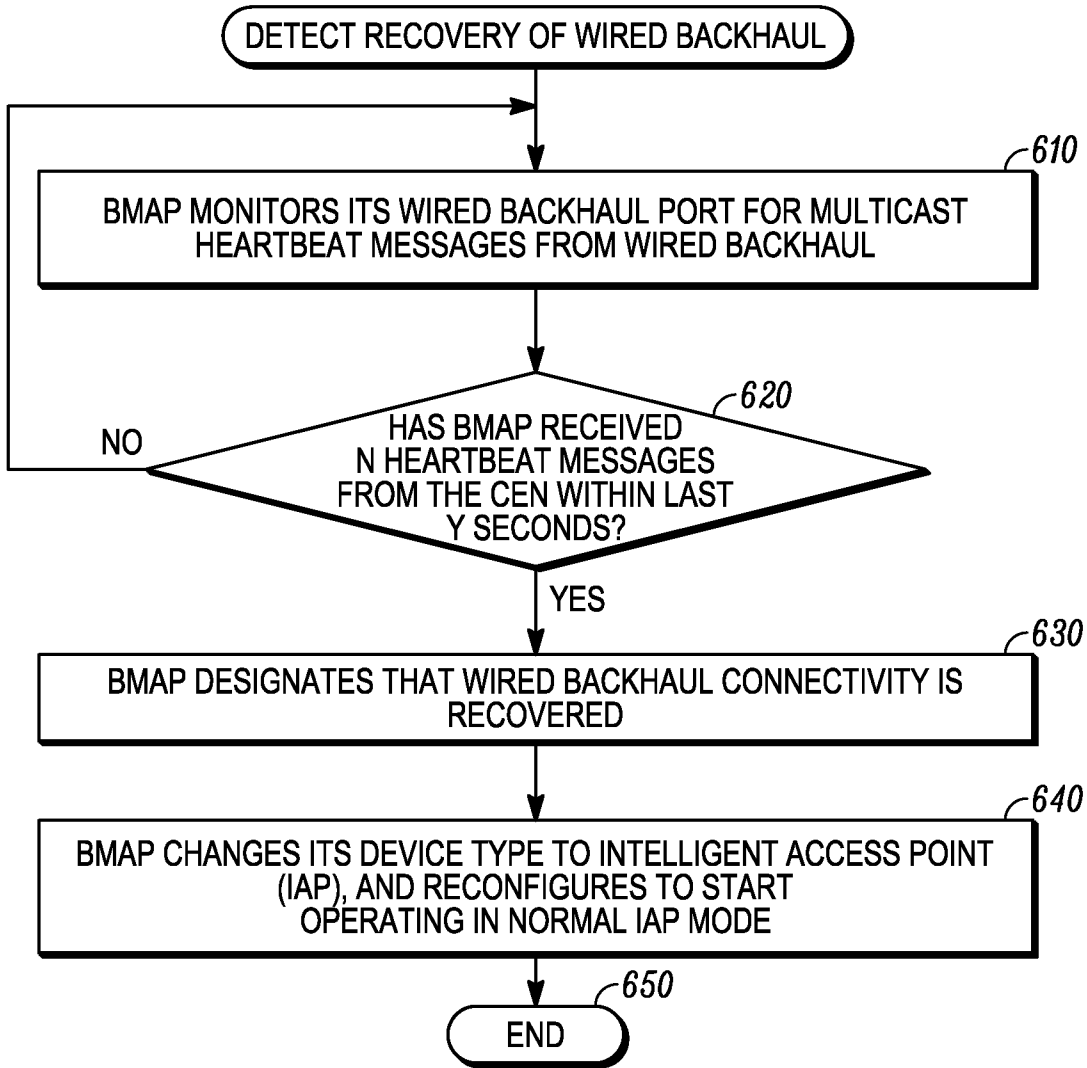 DETECT RECOVERY OF WIRED BACKHAUL
610
BMAP MONITORS ITS WIRED BACKHAUL PORT FOR MULTICAST
HEARTBEAT MESSAGES FROM WIRED BACKHAUL
620
NO
HAS BMAP RECEIVED
N HEARTBEAT MESSAGES
FROM THE CEN WITHIN LAST
Y SECONDS?
YES
630
BMAP DESIGNATES THAT WIRED BACKHAUL CONNECTIVITY IS
RECOVERED
640
BMAP CHANGES ITS DEVICE TYPE TO INTELLIGENT ACCESS POINT
(IAP), AND RECONFIGURES TO START
OPERATING IN NORMAL IAP MODE
650
END